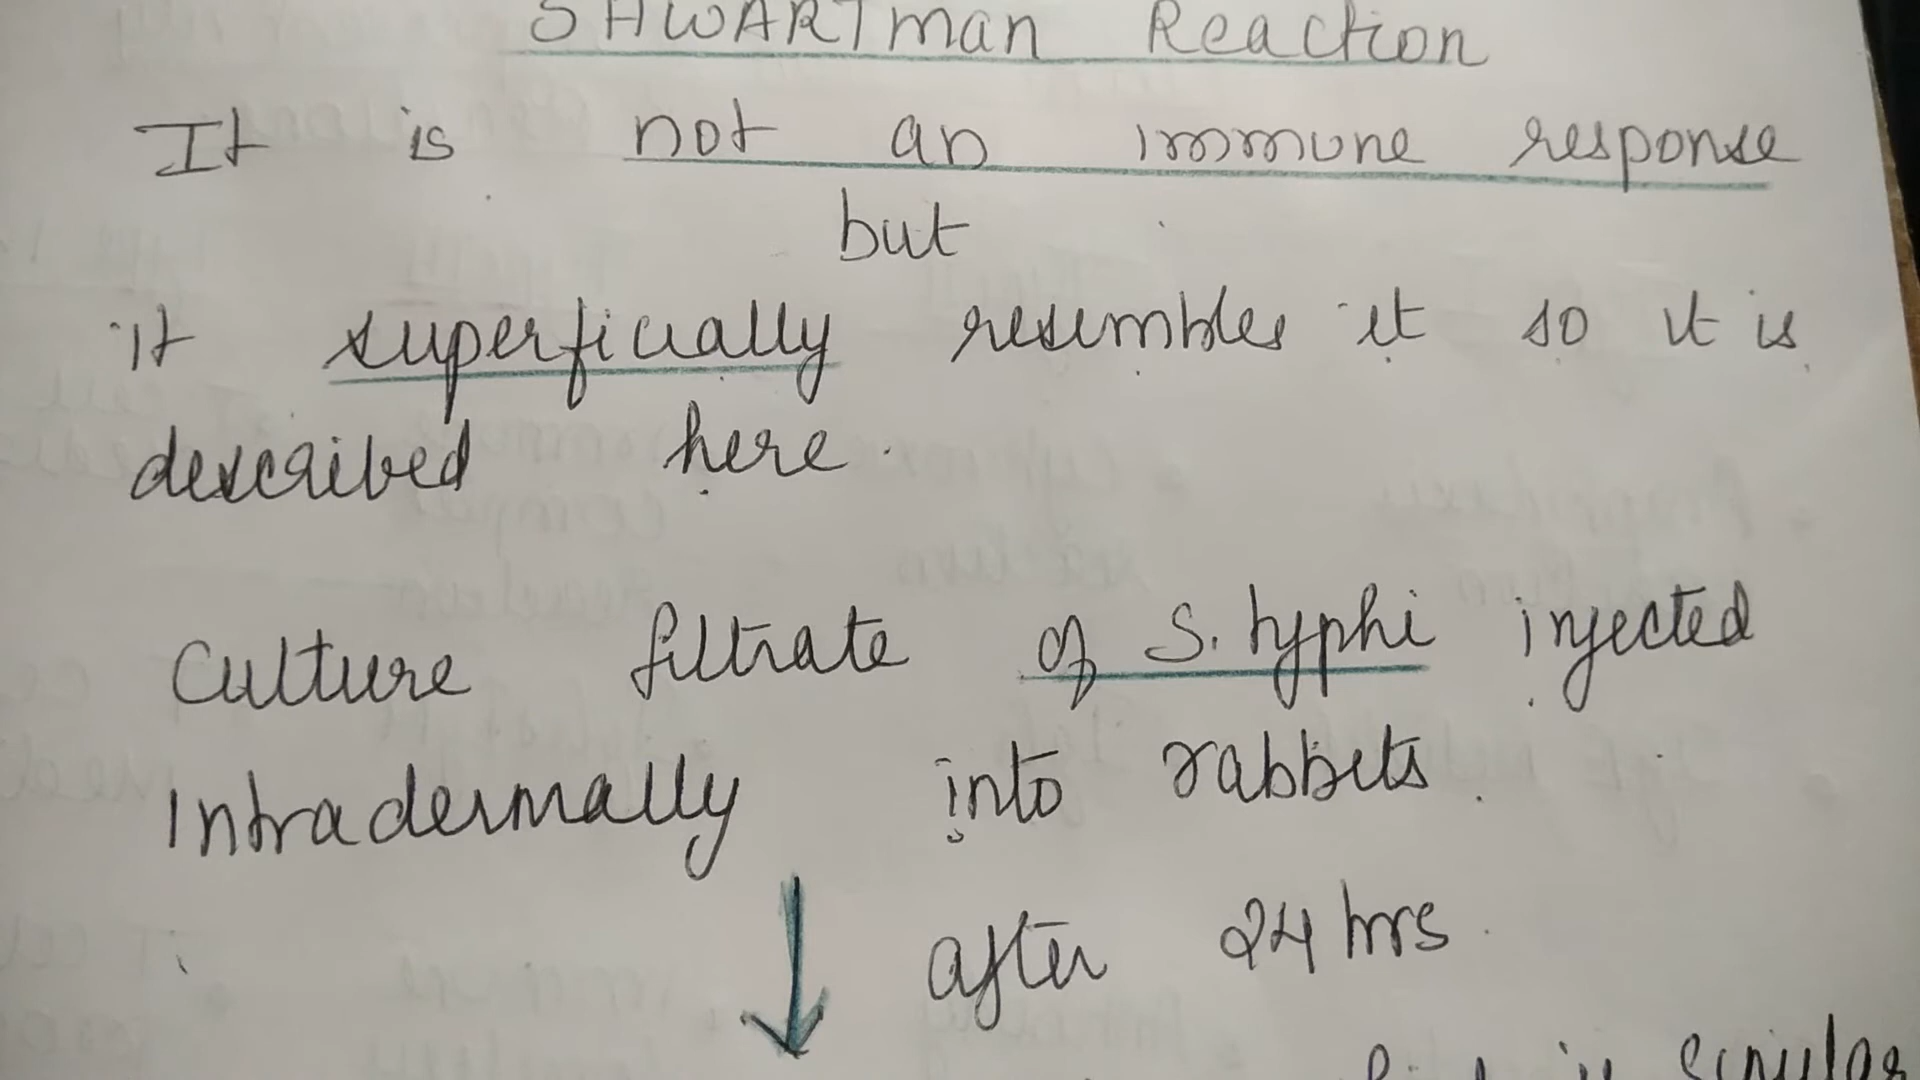 SHWARTman Reaction
It is not an immune response
but
it superficially resembles it so it is
described here.
Culture filtrate of S. typhi injected
Intradermally into rabbits.
after 24 hrs